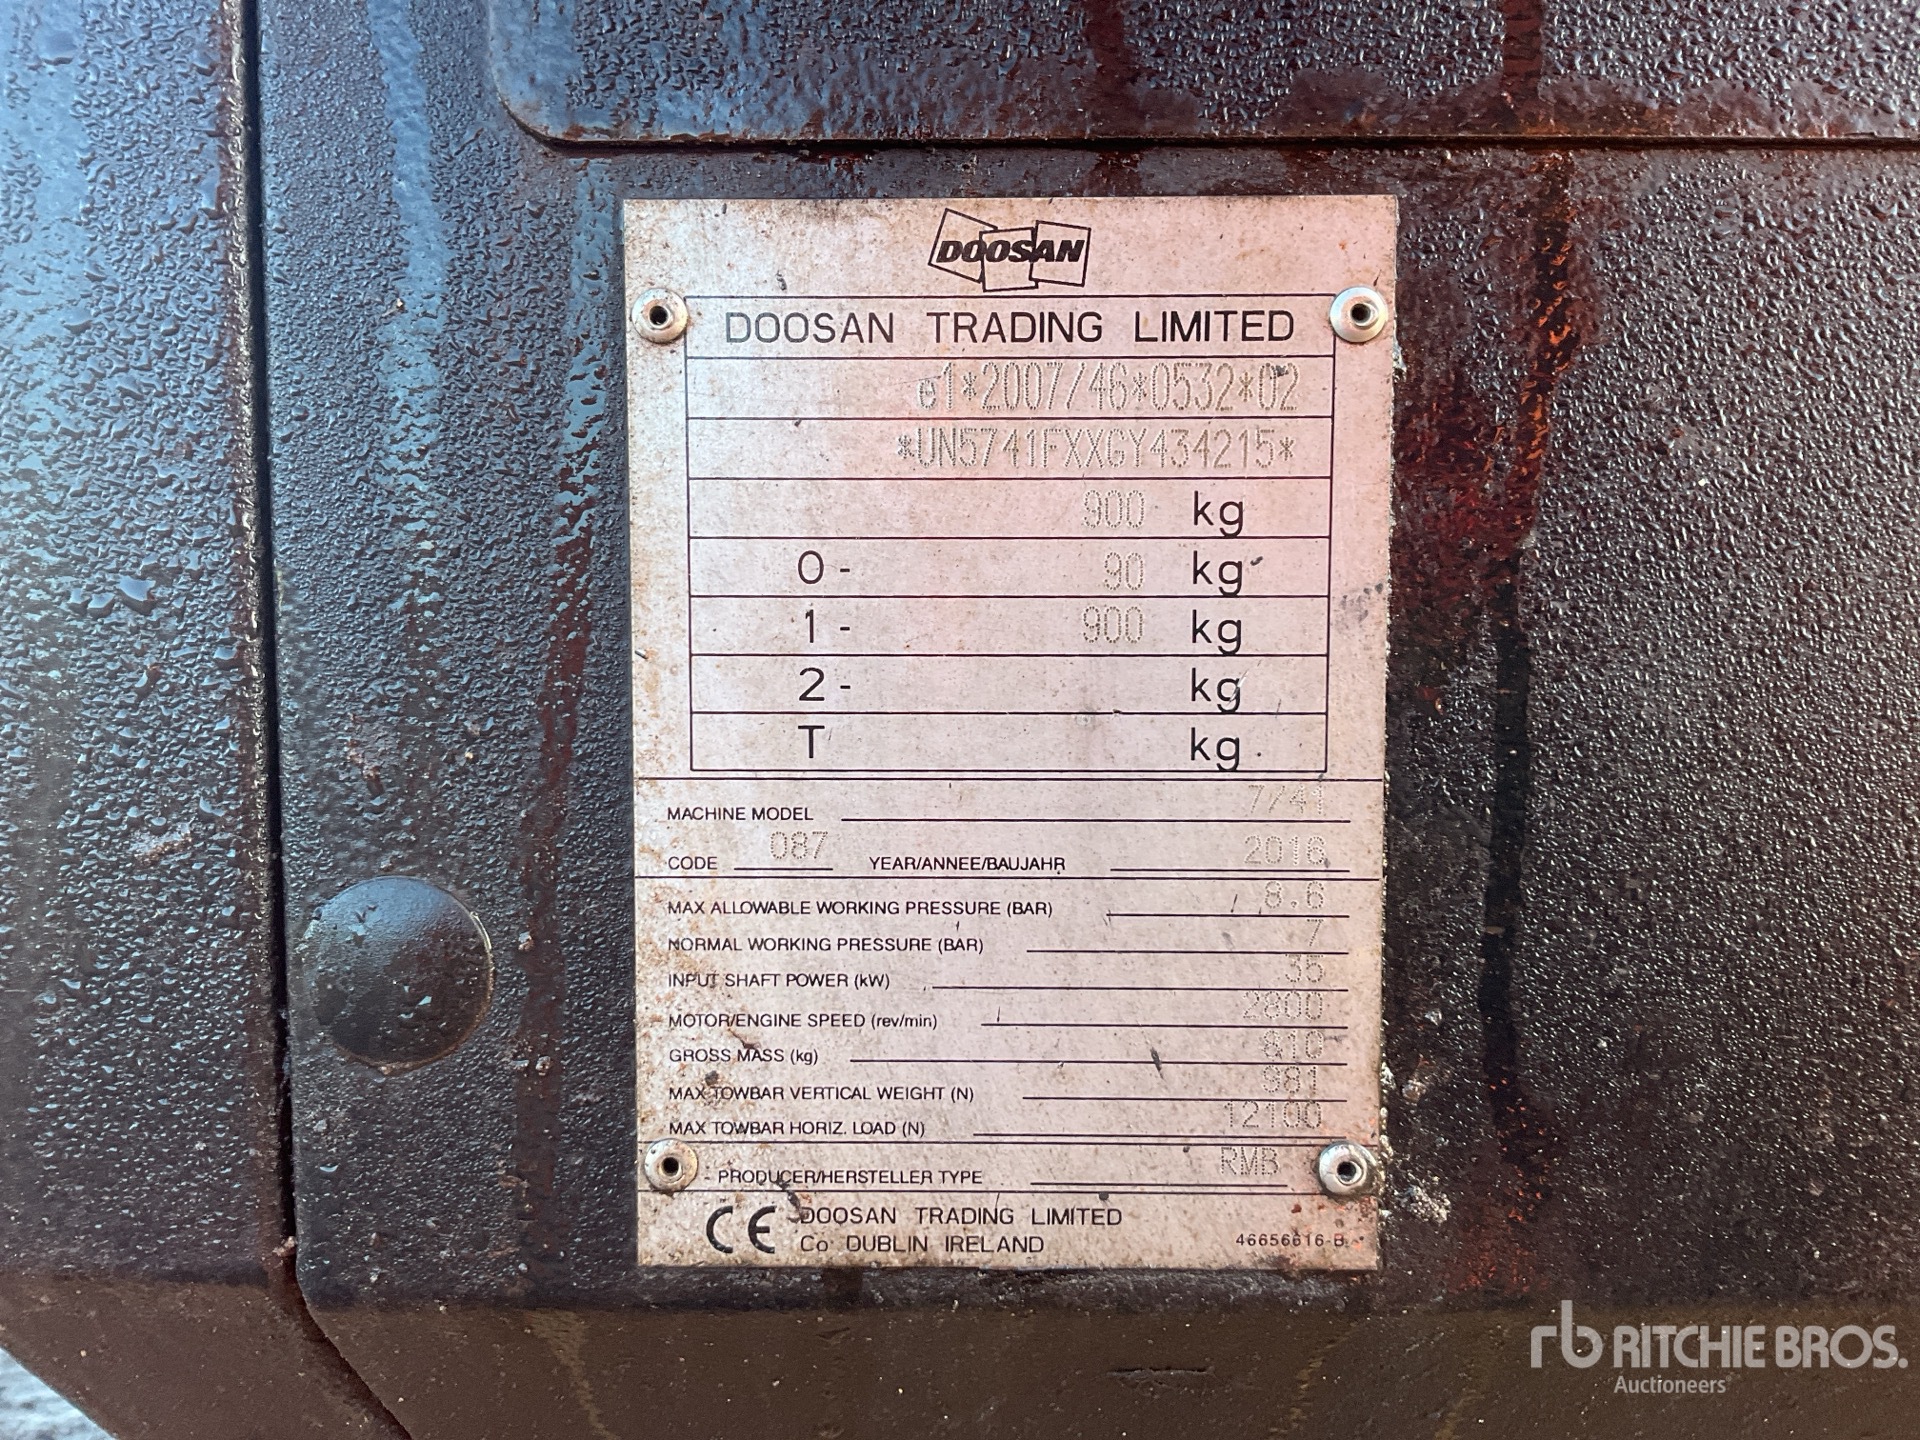 DOOSAN
DOOSAN TRADING LIMITED
e1*2007/46*0532*02
*UN5741FXXGY434215*
900 kg
0- 90 kg
1- 900 kg
2- kg
T kg
MACHINE MODEL 7/41
CODE 087 YEAR/ANNEE/BAUJAHR 2016
MAX ALLOWABLE WORKING PRESSURE (BAR) 8.6
NORMAL WORKING PRESSURE (BAR) 7
INPUT SHAFT POWER (kW) 35
MOTOR/ENGINE SPEED (rev/min) 2800
GROSS MASS (kg) 810
MAX TOWBAR VERTICAL WEIGHT (N) 981
MAX TOWBAR HORIZ. LOAD (N) 12100
- PRODUCER/HERSTELLER TYPE RMB
CE DOOSAN TRADING LIMITED
Co DUBLIN IRELAND 46656616-B
rb RITCHIE BROS.
Auctioneers